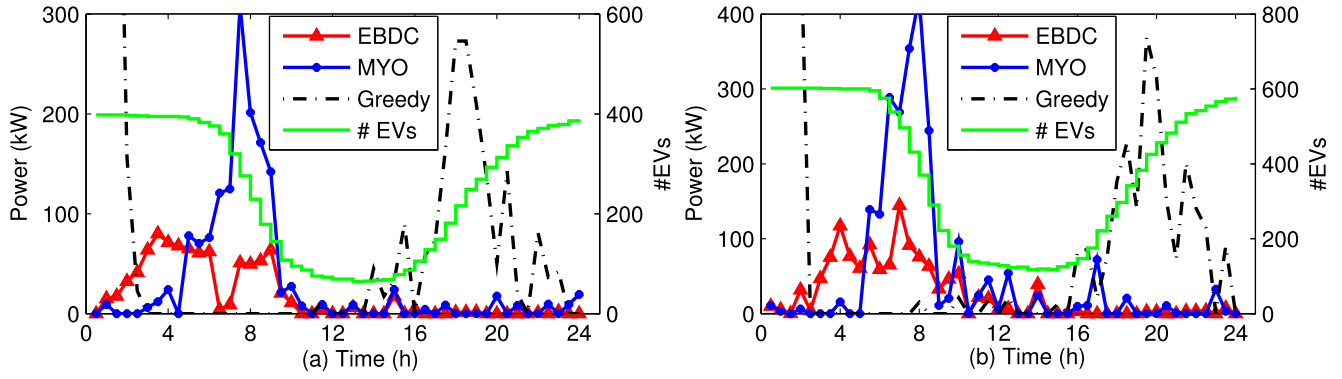 300
200
100
0
Power (kW)
600
400
200
0
#EVs
EBDC
MYO
Greedy
# EVs
0 4 8 12 16 20 24
(a) Time (h)
400
300
200
100
0
Power (kW)
800
600
400
200
0
#EVs
EBDC
MYO
Greedy
# EVs
0 4 8 12 16 20 24
(b) Time (h)